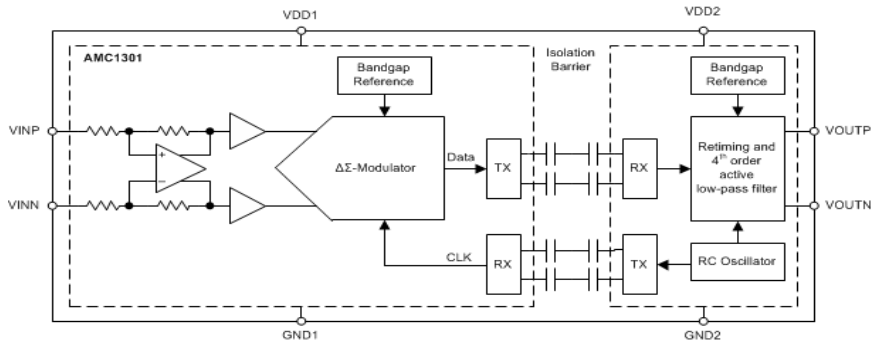 VDD1
VDD2
AMC1301
Isolation
Barrier
Bandgap
Reference
Bandgap
Reference
VINP
VOUTP
+
−
ΔΣ-Modulator
Data
TX
RX
Retiming and
4th order
active
low-pass filter
VINN
VOUTN
CLK
RX
TX
RC Oscillator
GND1
GND2